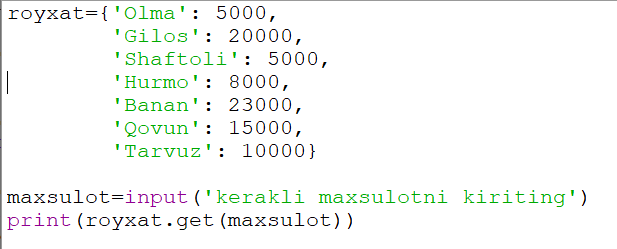 royxat={'Olma': 5000,
'Gilos': 20000,
'Shaftoli': 5000,
'Hurmo': 8000,
'Banan': 23000,
'Qovun': 15000,
'Tarvuz': 10000}
maxsulot=input('kerakli maxsulotni kiriting')
print(royxat.get(maxsulot))